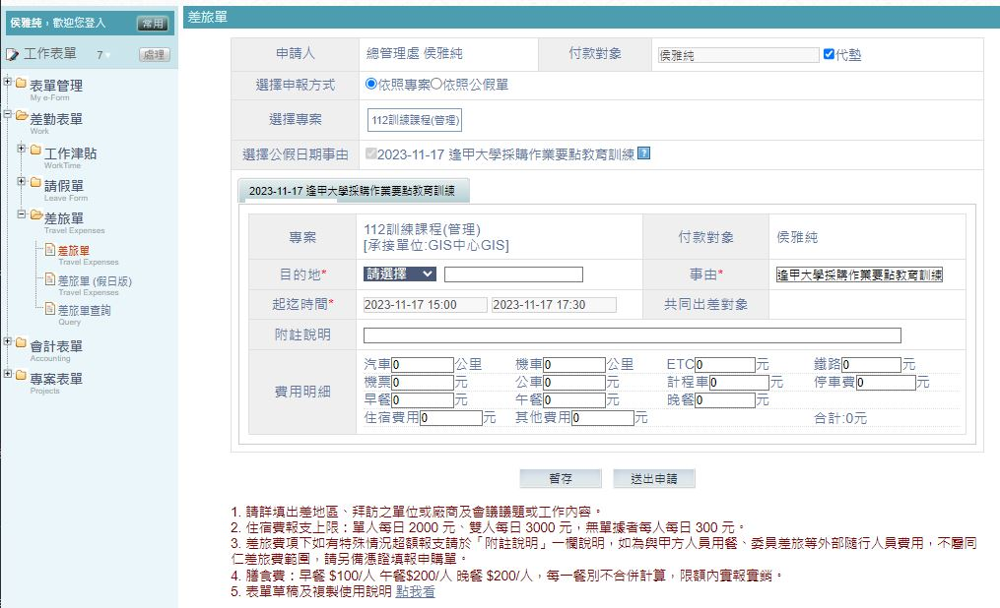 侯雅純，歡迎您登入 常用
工作表單 7 處理
表單管理
My e-Form
差勤表單
Work
工作津貼
WorkTime
請假單
Leave Form
差旅單
Travel Expenses
差旅單
Travel Expenses
差旅單 (假日版)
Travel Expenses
差旅單查詢
Query
會計表單
Accounting
專案表單
Projects
差旅單
申請人 總管理處 侯雅純 付款對象 侯雅純 代墊
選擇申報方式 依照專案 依照公假單
選擇專案 112訓練課程(管理)
選擇公假日期事由 2023-11-17 逢甲大學採購作業要點教育訓練 ?
2023-11-17 逢甲大學採購作業要點教育訓練
專案 112訓練課程(管理)
[承接單位:GIS中心GIS] 付款對象 侯雅純
目的地* 請選擇 事由* 逢甲大學採購作業要點教育訓練
起迄時間* 2023-11-17 15:00 2023-11-17 17:30 共同出差對象
附註說明
費用明細
汽車0公里 機車0公里 ETC0元 鐵路0元
機票0元 公車0元 計程車0元 停車費0元
早餐0元 午餐0元 晚餐0元
住宿費用0元 其他費用0元 合計:0元
暫存 送出申請
1. 請詳填出差地區、拜訪之單位或廠商及會議議題或工作內容。
2. 住宿費報支上限：單人每日 2000 元、雙人每日 3000 元，無單據者每人每日 300 元。
3. 差旅費項下如有特殊情況超額報支請於「附註說明」一欄說明，如為與甲方人員用餐、委員差旅等外部隨行人員費用，不屬同
仁差旅費範圍，請另備憑證填報申購單。
4. 膳食費：早餐 $100/人 午餐$200/人 晚餐 $200/人，每一餐別不合併計算，限額內實報實銷。
5. 表單草稿及複製使用說明 點我看